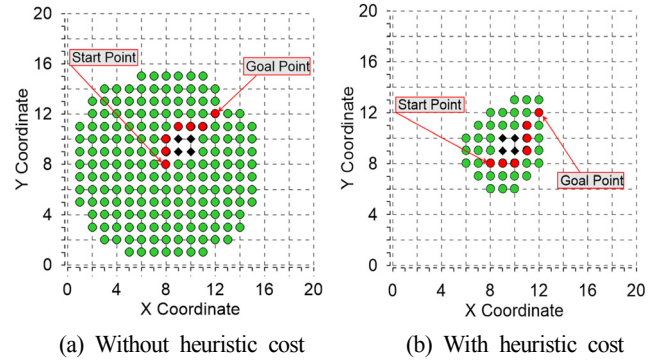 20
16
12
8
4
0
Y Coordinate
Start Point
Goal Point
0 4 8 12 16 20
X Coordinate
(a) Without heuristic cost
20
16
12
8
4
0
Y Coordinate
Start Point
Goal Point
0 4 8 12 16 20
X Coordinate
(b) With heuristic cost